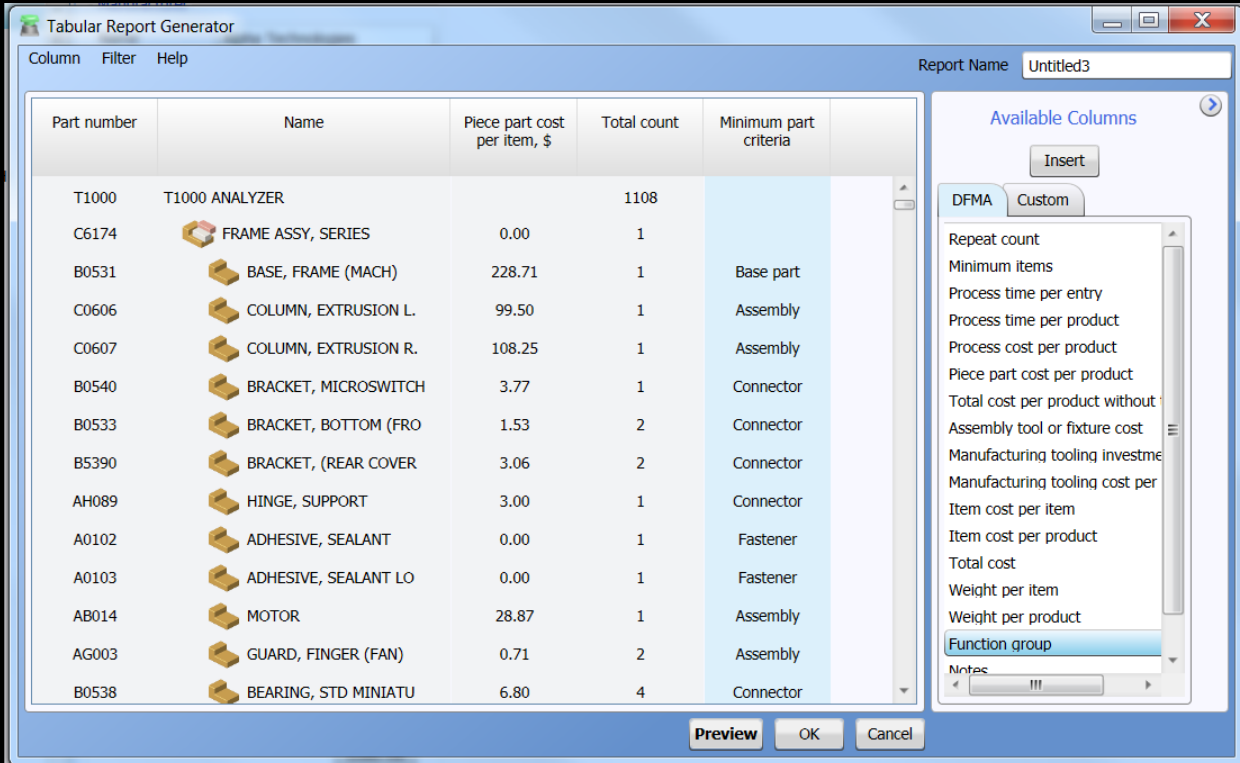 Tabular Report Generator
Column Filter Help
Report Name Untitled3
Part number Name Piece part cost per item, $ Total count Minimum part criteria
T1000 T1000 ANALYZER 1108
C6174 FRAME ASSY, SERIES 0.00 1
B0531 BASE, FRAME (MACH) 228.71 1 Base part
C0606 COLUMN, EXTRUSION L. 99.50 1 Assembly
C0607 COLUMN, EXTRUSION R. 108.25 1 Assembly
B0540 BRACKET, MICROSWITCH 3.77 1 Connector
B0533 BRACKET, BOTTOM (FRO 1.53 2 Connector
B5390 BRACKET, (REAR COVER 3.06 2 Connector
AH089 HINGE, SUPPORT 3.00 1 Connector
A0102 ADHESIVE, SEALANT 0.00 1 Fastener
A0103 ADHESIVE, SEALANT LO 0.00 1 Fastener
AB014 MOTOR 28.87 1 Assembly
AG003 GUARD, FINGER (FAN) 0.71 2 Assembly
B0538 BEARING, STD MINIATU 6.80 4 Connector
Available Columns
Insert
DFMA Custom
Repeat count
Minimum items
Process time per entry
Process time per product
Process cost per product
Piece part cost per product
Total cost per product without
Assembly tool or fixture cost
Manufacturing tooling investme
Manufacturing tooling cost per
Item cost per item
Item cost per product
Total cost
Weight per item
Weight per product
Function group
Notes
Preview OK Cancel